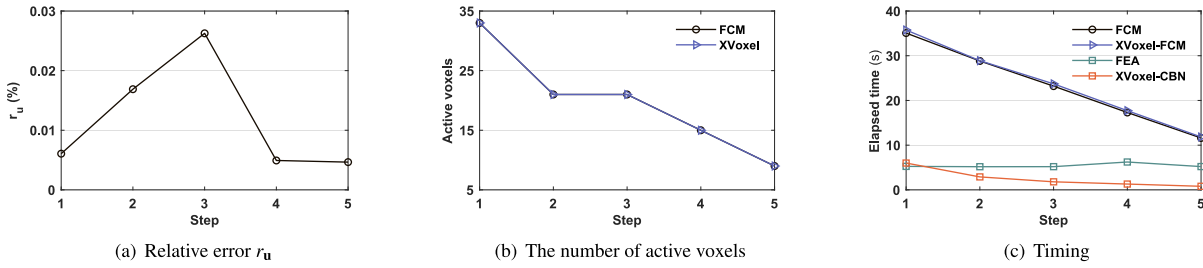 0.03
0.02
0.01
0
r_u (%)
1 2 3 4 5
Step
(a) Relative error r_u
35
25
15
5
Active voxels
FCM
XVoxel
1 2 3 4 5
Step
(b) The number of active voxels
40
30
20
10
0
Elapsed time (s)
FCM
XVoxel-FCM
FEA
XVoxel-CBN
1 2 3 4 5
Step
(c) Timing